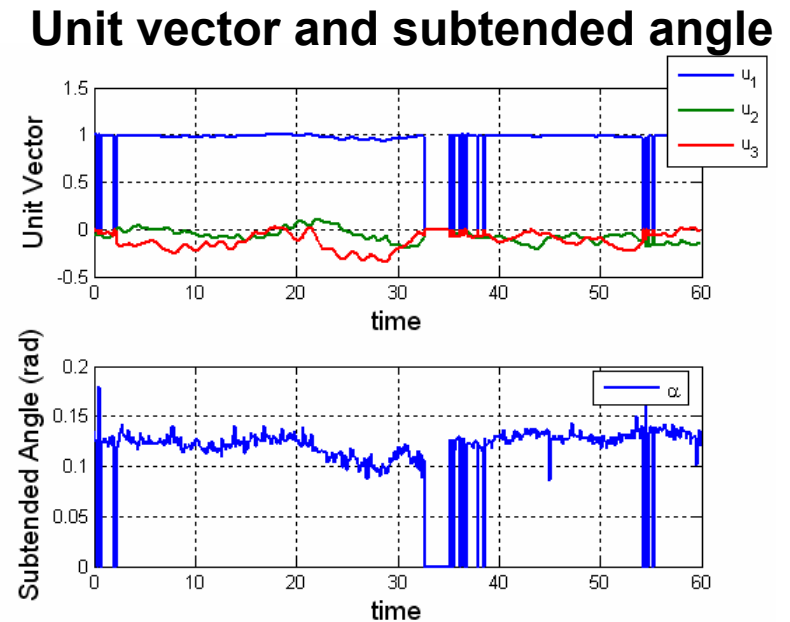 Unit vector and subtended angle
u1
u2
u3
Unit Vector
1.5
1
0.5
0
-0.5
0 10 20 30 40 50 60
time
α
Subtended Angle (rad)
0.2
0.15
0.1
0.05
0
0 10 20 30 40 50 60
time